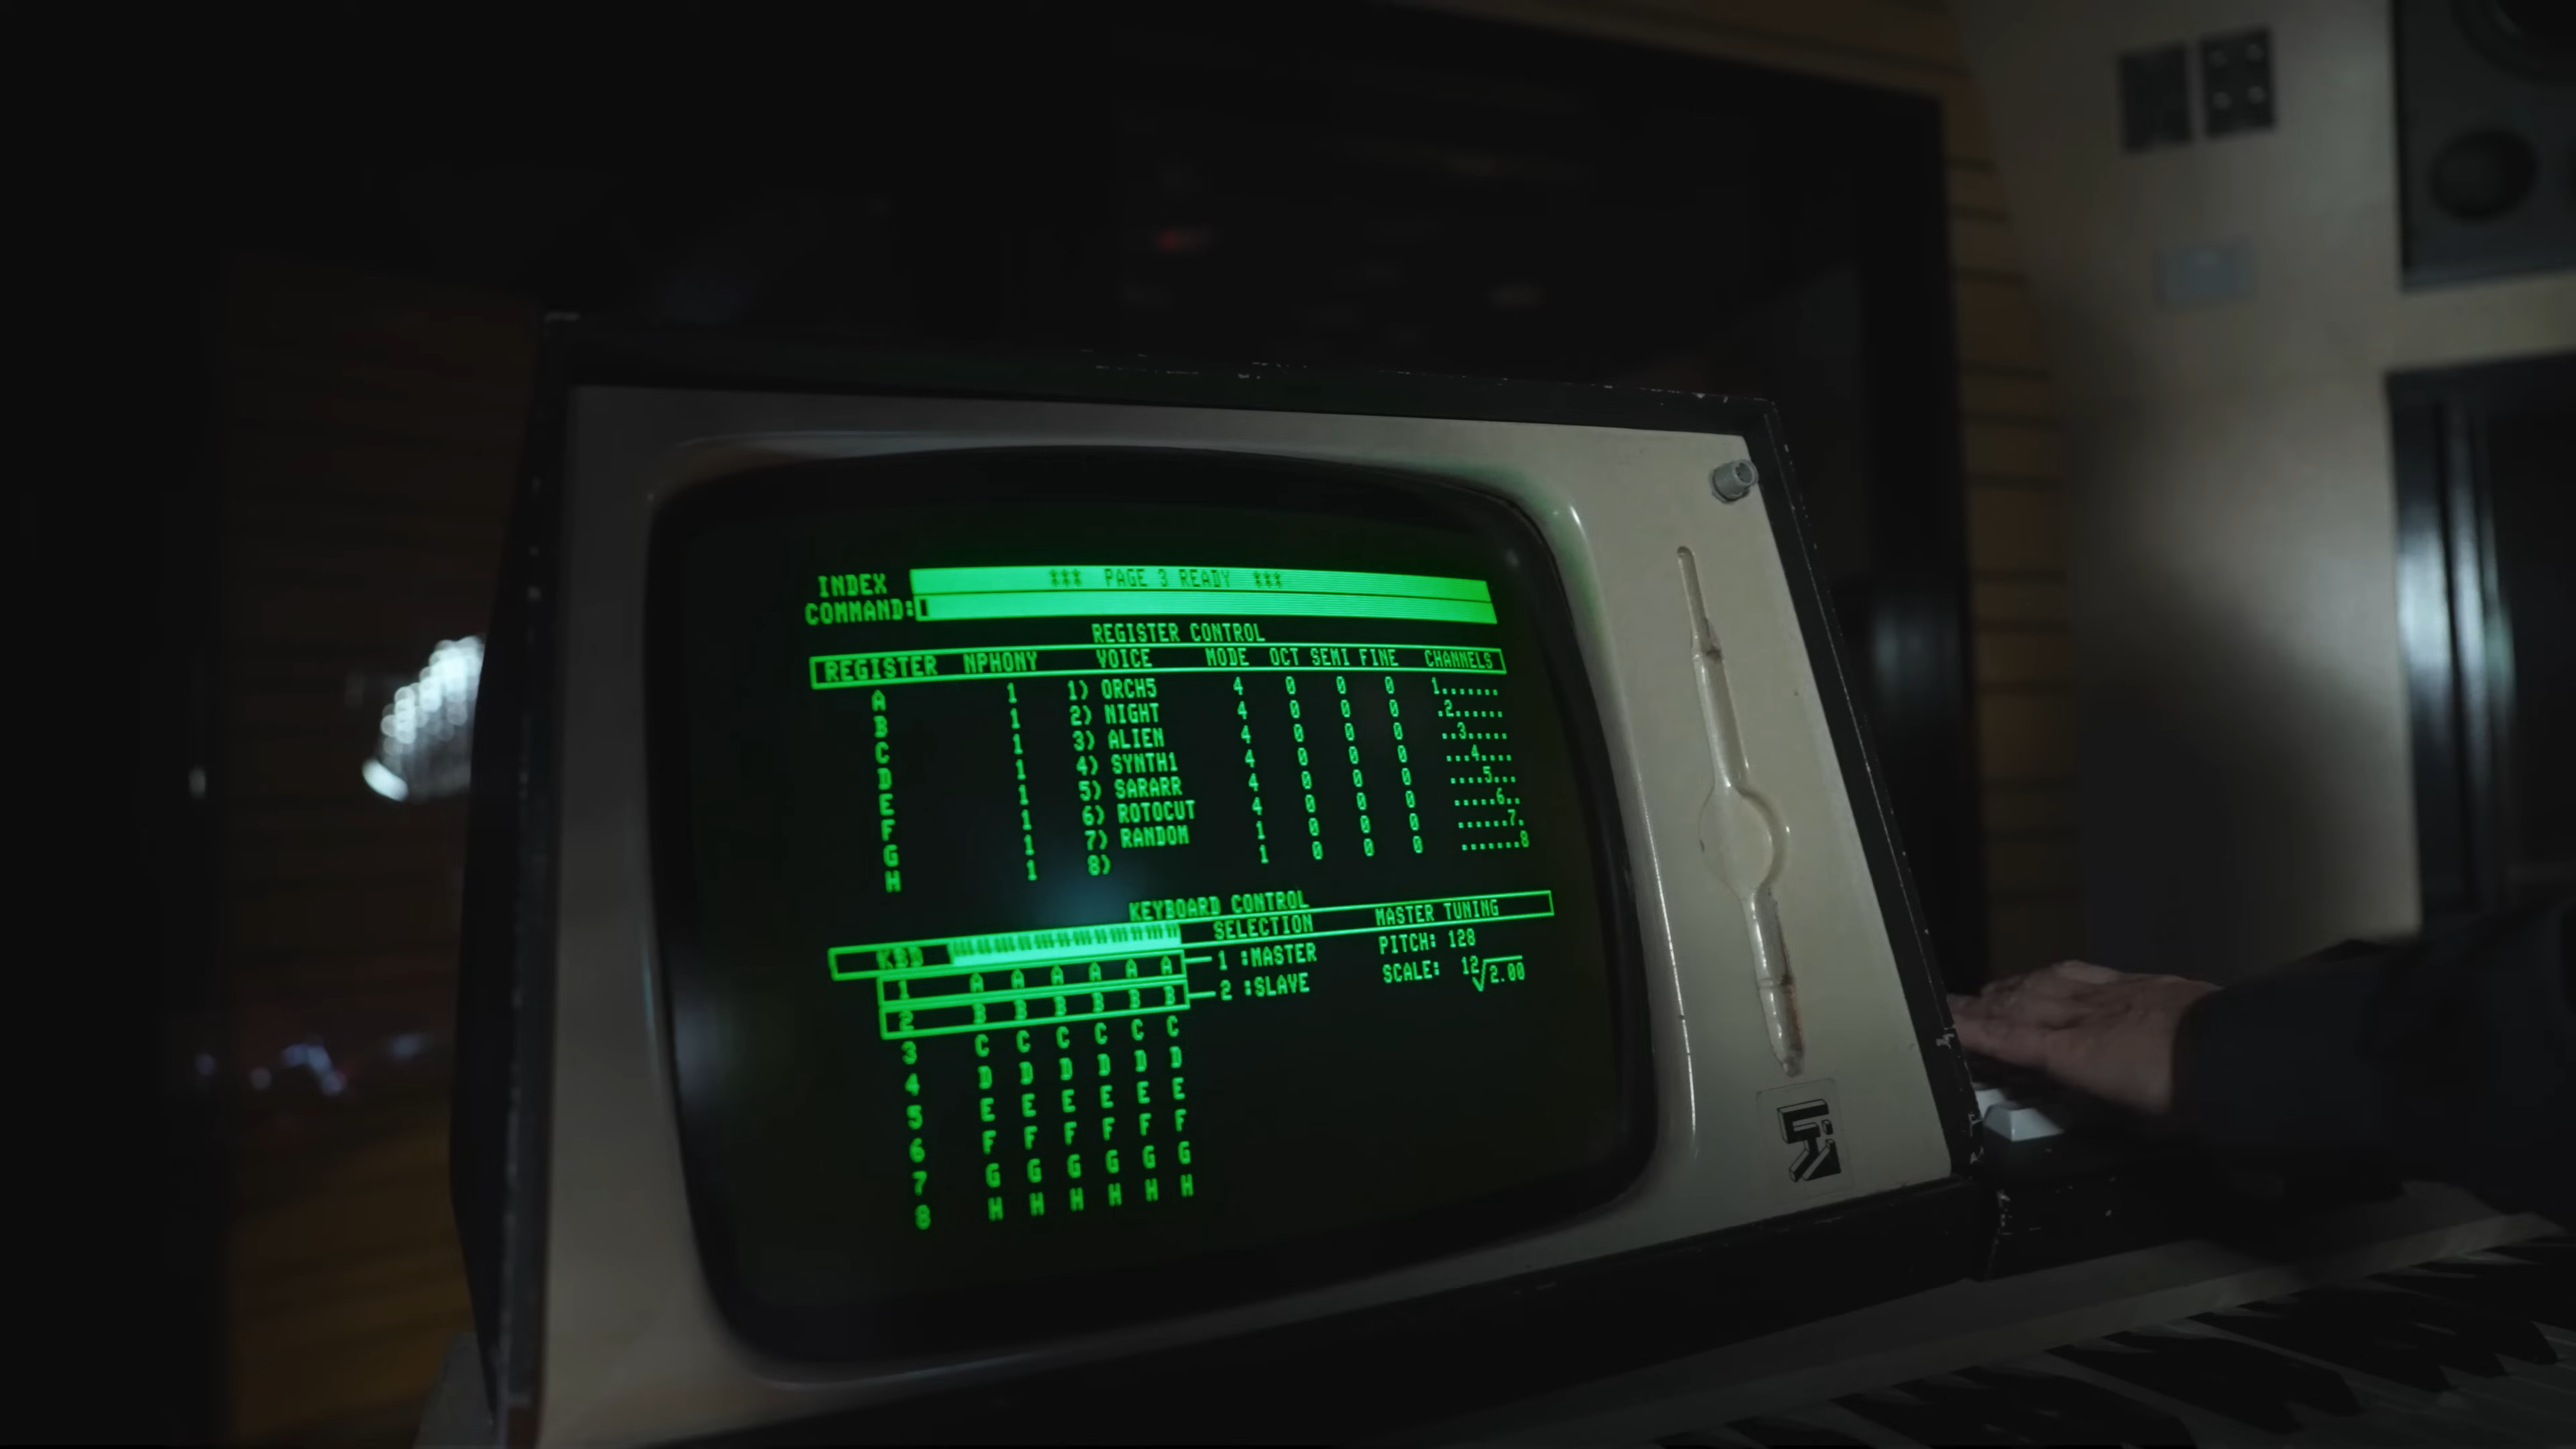 INDEX *** PAGE 3 READY ***
COMMAND:
REGISTER CONTROL
REGISTER NPHONY VOICE MODE OCT SEMI FINE CHANNELS
A 1 1) ORCH5 4 0 0 0 1.......
B 1 2) NIGHT 4 0 0 0 .2......
C 1 3) ALIEN 4 0 0 0 ..3.....
D 1 4) SYNTH1 4 0 0 0 ...4....
E 1 5) SARARR 4 0 0 0 ....5...
F 1 6) ROTOCUT 4 0 0 0 .....6..
G 1 7) RANDOM 1 0 0 0 ......7.
H 1 8) 1 0 0 0 .......8
KEYBOARD CONTROL
KBD SELECTION MASTER TUNING
1 A A A A A A 1 :MASTER PITCH: 128
2 B B B B B B 2 :SLAVE SCALE: 12√2.00
3 C C C C C C
4 D D D D D D
5 E E E E E E
6 F F F F F F
7 G G G G G G
8 H H H H H H